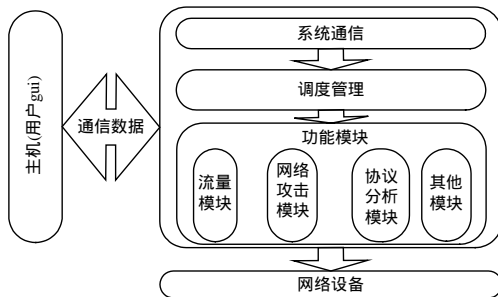 主机(用户gui)
通信数据
系统通信
调度管理
功能模块
流量
模块
网络
攻击
模块
协议
分析
模块
其他
模块
网络设备